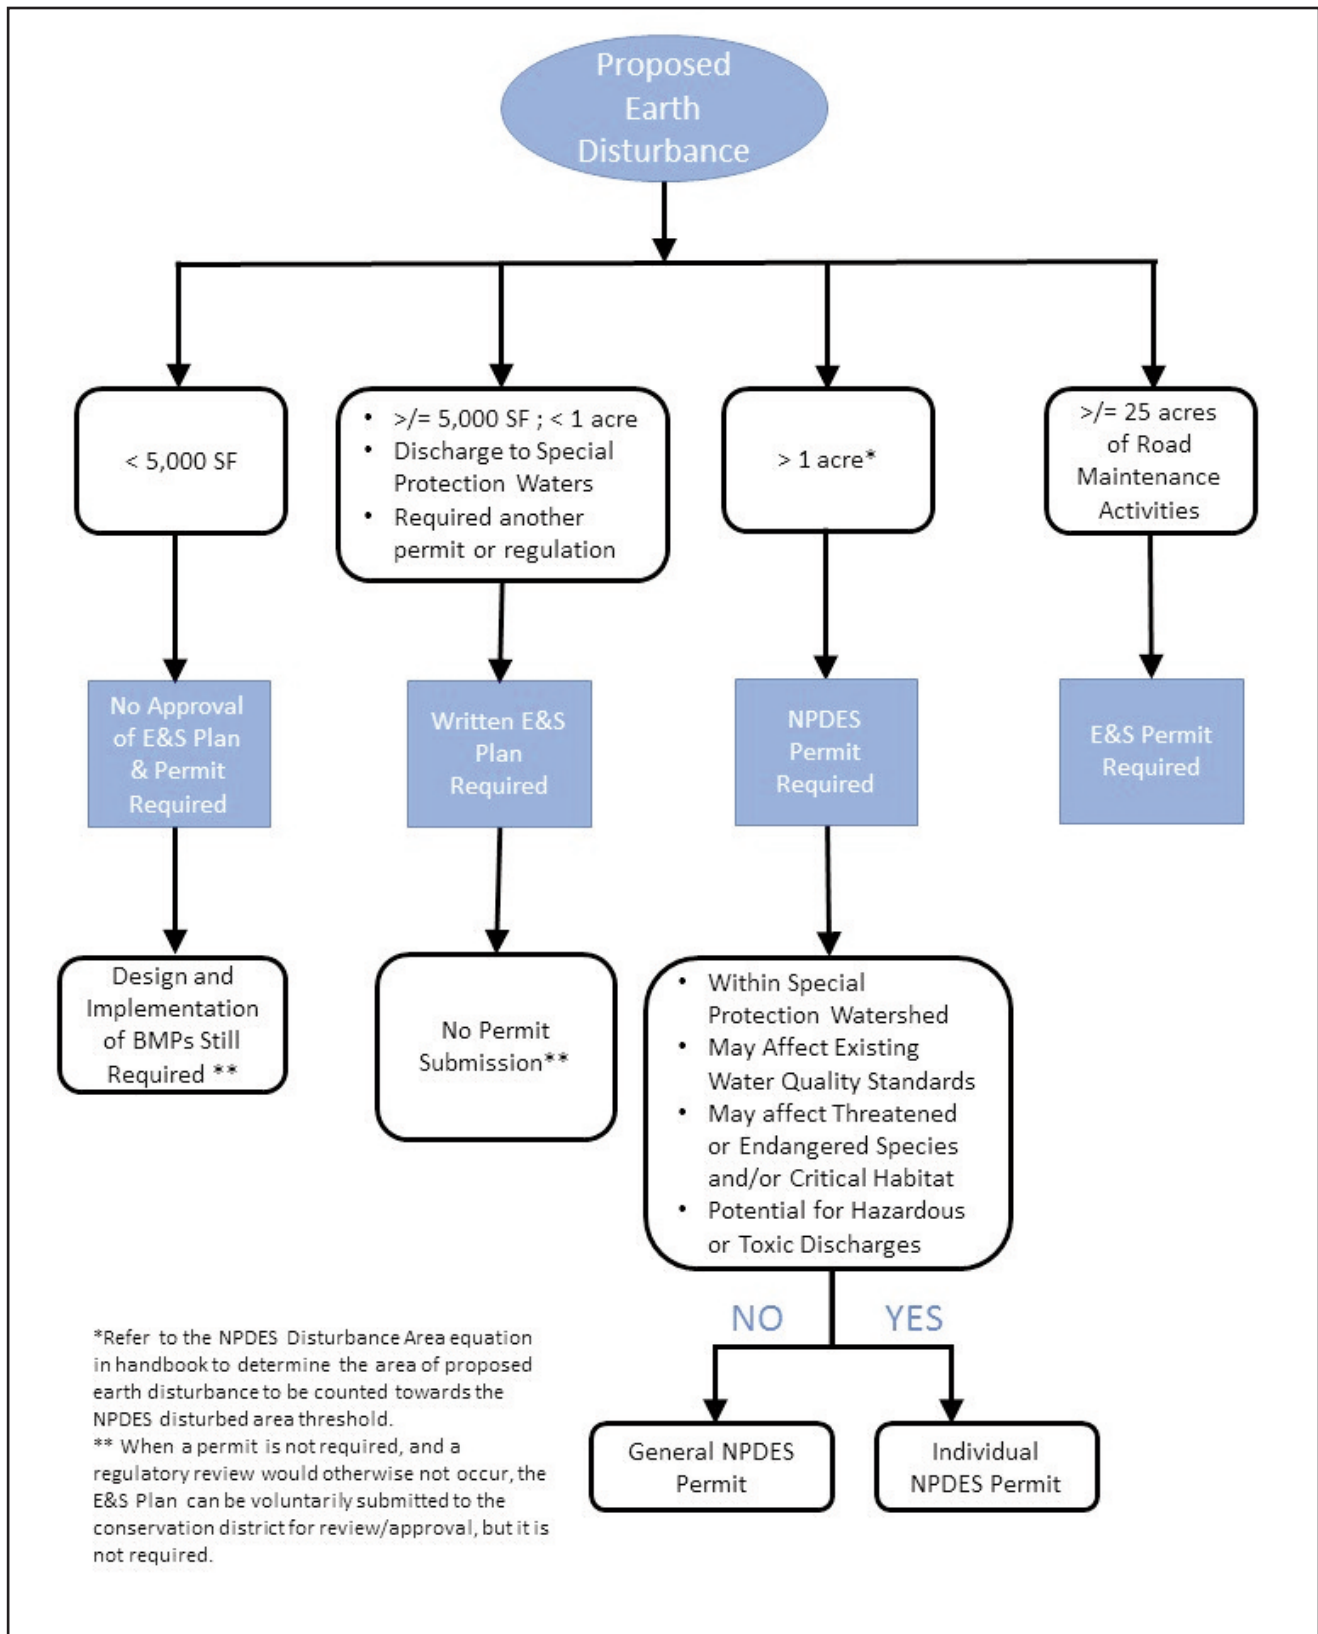 Proposed
Earth
Disturbance
< 5,000 SF
• >/= 5,000 SF ; < 1 acre
• Discharge to Special
Protection Waters
• Required another
permit or regulation
> 1 acre*
>/= 25 acres
of Road
Maintenance
Activities
No Approval
of E&S Plan
& Permit
Required
Written E&S
Plan
Required
NPDES
Permit
Required
E&S Permit
Required
Design and
Implementation
of BMPs Still
Required **
No Permit
Submission**
• Within Special
Protection Watershed
• May Affect Existing
Water Quality Standards
• May affect Threatened
or Endangered Species
and/or Critical Habitat
• Potential for Hazardous
or Toxic Discharges
NO
YES
General NPDES
Permit
Individual
NPDES Permit
*Refer to the NPDES Disturbance Area equation
in handbook to determine the area of proposed
earth disturbance to be counted towards the
NPDES disturbed area threshold.
** When a permit is not required, and a
regulatory review would otherwise not occur, the
E&S Plan can be voluntarily submitted to the
conservation district for review/approval, but it is
not required.